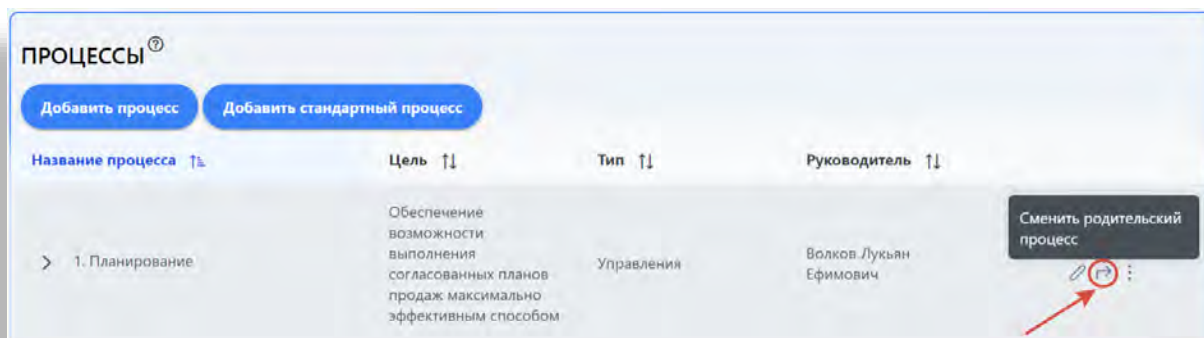 ПРОЦЕССЫ
Добавить процесс Добавить стандартный процесс
Название процесса Цель Тип Руководитель
Сменить родительский
процесс
1. Планирование
Обеспечение
возможности
выполнения
согласованных планов
продаж максимально
эффективным способом
Управления
Волков Лукьян
Ефимович